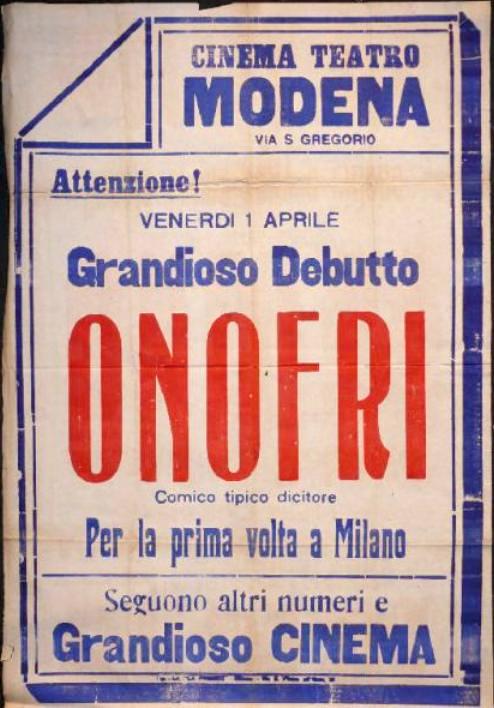 CINEMA TEATRO
MODENA
VIA S GREGORIO
Attenzione!
VENERDI 1 APRILE
Grandioso Debutto
ONOFRI
Comico tipico dicitore
Per la prima volta a Milano
Seguono altri numeri e
Grandioso CINEMA